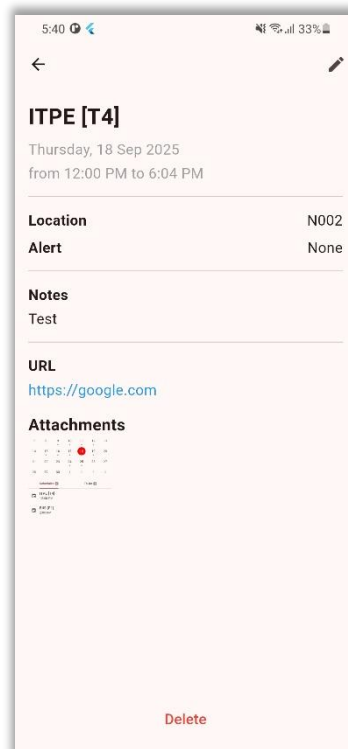 5:40
33%
ITPE [T4]
Thursday, 18 Sep 2025
from 12:00 PM to 6:04 PM
Location N002
Alert None
Notes
Test
URL
https://google.com
Attachments
Delete